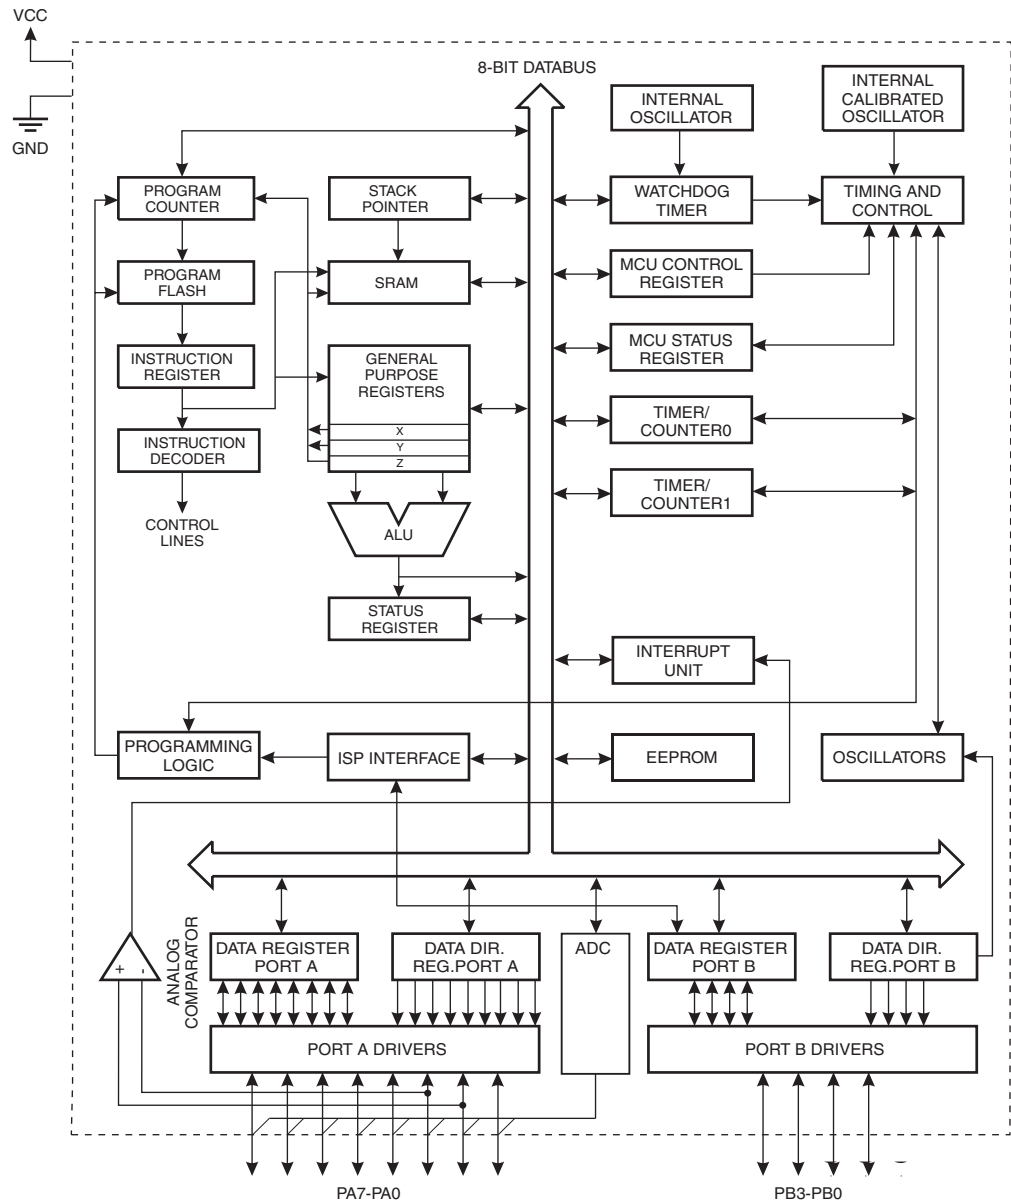 VCC
GND
8-BIT DATABUS
INTERNAL
OSCILLATOR
INTERNAL
CALIBRATED
OSCILLATOR
PROGRAM
COUNTER
STACK
POINTER
WATCHDOG
TIMER
TIMING AND
CONTROL
PROGRAM
FLASH
SRAM
MCU CONTROL
REGISTER
INSTRUCTION
REGISTER
GENERAL
PURPOSE
REGISTERS
X
Y
Z
MCU STATUS
REGISTER
INSTRUCTION
DECODER
TIMER/
COUNTER0
CONTROL
LINES
ALU
TIMER/
COUNTER1
STATUS
REGISTER
INTERRUPT
UNIT
PROGRAMMING
LOGIC
ISP INTERFACE
EEPROM
OSCILLATORS
ANALOG
COMPARATOR
+
-
DATA REGISTER
PORT A
DATA DIR.
REG.PORT A
ADC
DATA REGISTER
PORT B
DATA DIR.
REG.PORT B
PORT A DRIVERS
PORT B DRIVERS
PA7-PA0
PB3-PB0